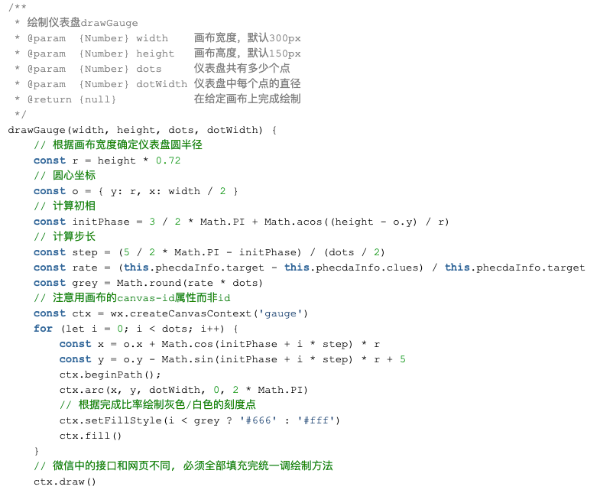 /**
 * 绘制仪表盘drawGauge
 * @param  {Number} width    画布宽度，默认300px
 * @param  {Number} height   画布高度，默认150px
 * @param  {Number} dots     仪表盘共有多少个点
 * @param  {Number} dotWidth 仪表盘中每个点的直径
 * @return {null}            在给定画布上完成绘制
 */
drawGauge(width, height, dots, dotWidth) {
    // 根据画布宽度确定仪表盘圆半径
    const r = height * 0.72
    // 圆心坐标
    const o = { y: r, x: width / 2 }
    // 计算初相
    const initPhase = 3 / 2 * Math.PI + Math.acos((height - o.y) / r)
    // 计算步长
    const step = (5 / 2 * Math.PI - initPhase) / (dots / 2)
    const rate = (this.phecdaInfo.target - this.phecdaInfo.clues) / this.phecdaInfo.target
    const grey = Math.round(rate * dots)
    // 注意用画布的canvas-id属性而非id
    const ctx = wx.createCanvasContext('gauge')
    for (let i = 0; i < dots; i++) {
        const x = o.x + Math.cos(initPhase + i * step) * r
        const y = o.y - Math.sin(initPhase + i * step) * r + 5
        ctx.beginPath();
        ctx.arc(x, y, dotWidth, 0, 2 * Math.PI)
        // 根据完成比率绘制灰色/白色的刻度点
        ctx.setFillStyle(i < grey ? '#666' : '#fff')
        ctx.fill()
    }
    // 微信中的接口和网页不同，必须全部填充完统一调绘制方法
    ctx.draw()